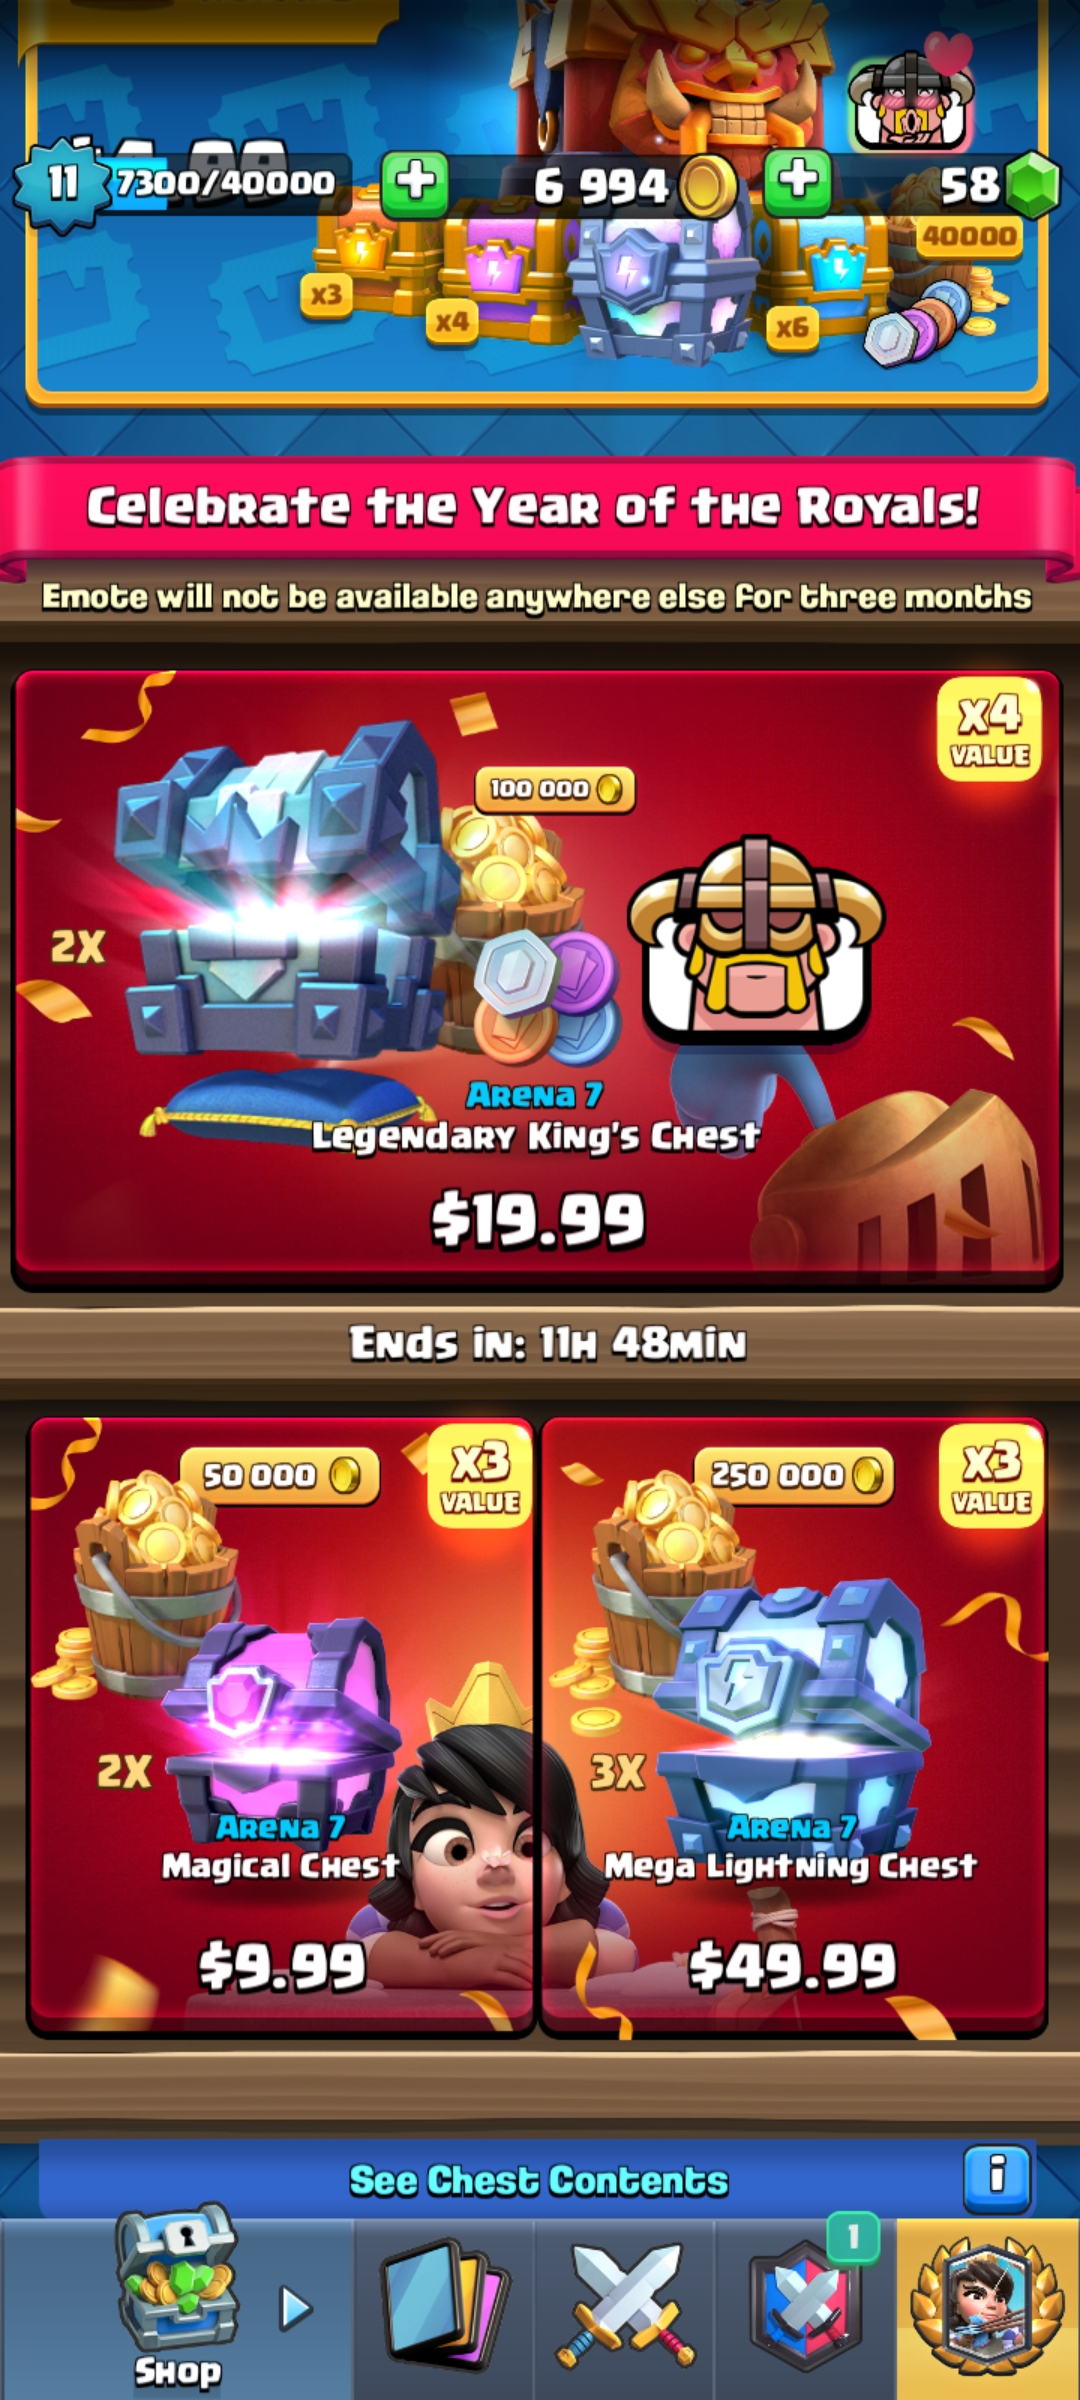 11
7300/40000
6 994
58
40000
x3
x4
x6
Celebrate the Year of the Royals!
Emote will not be available anywhere else for three months
x4
VALUE
100 000
2X
Arena 7
Legendary King's Chest
$19.99
Ends in: 11h 48min
50 000
x3
VALUE
2X
Arena 7
Magical Chest
$9.99
250 000
x3
VALUE
3X
Arena 7
Mega Lightning Chest
$49.99
See Chest Contents
i
1
Shop